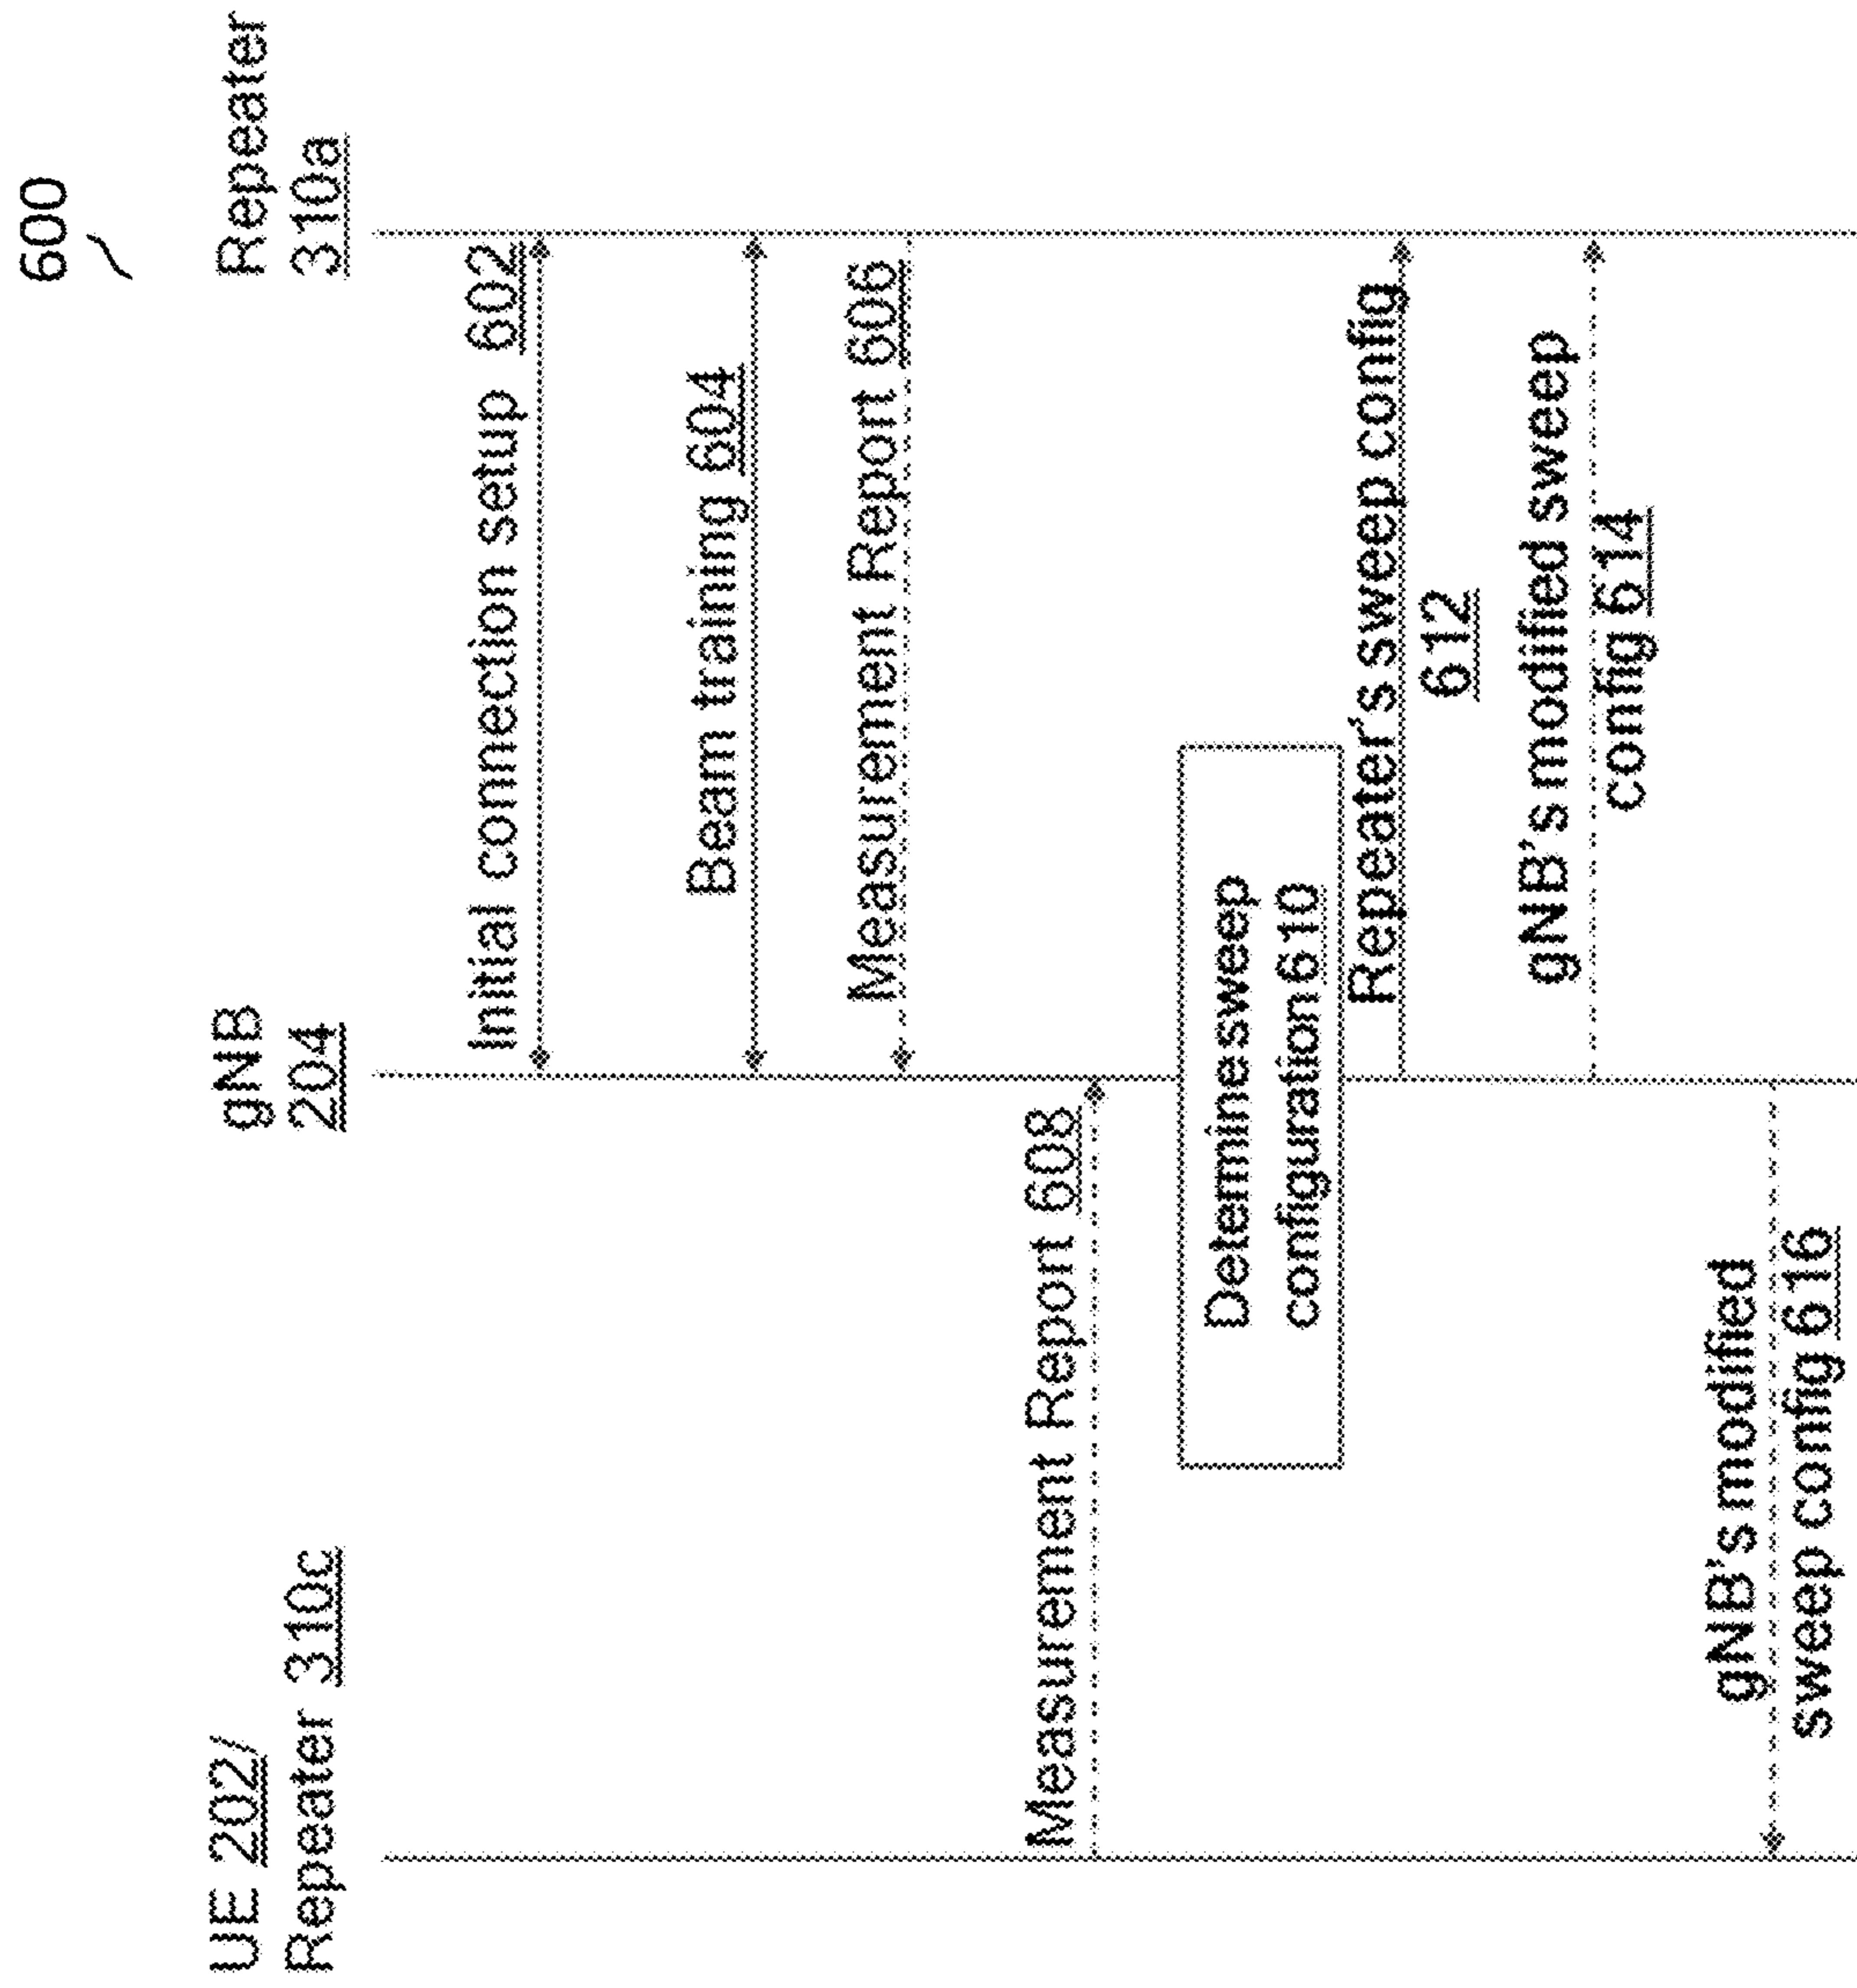 600
UE 202/
Repeater 310c
gNB
204
Repeater
310a
Initial connection setup 602
Beam training 604
Measurement Report 606
Measurement Report 608
Determine sweep
configuration 610
Repeater's sweep config
612
gNB's modified sweep
config 614
gNB's modified
sweep config 616